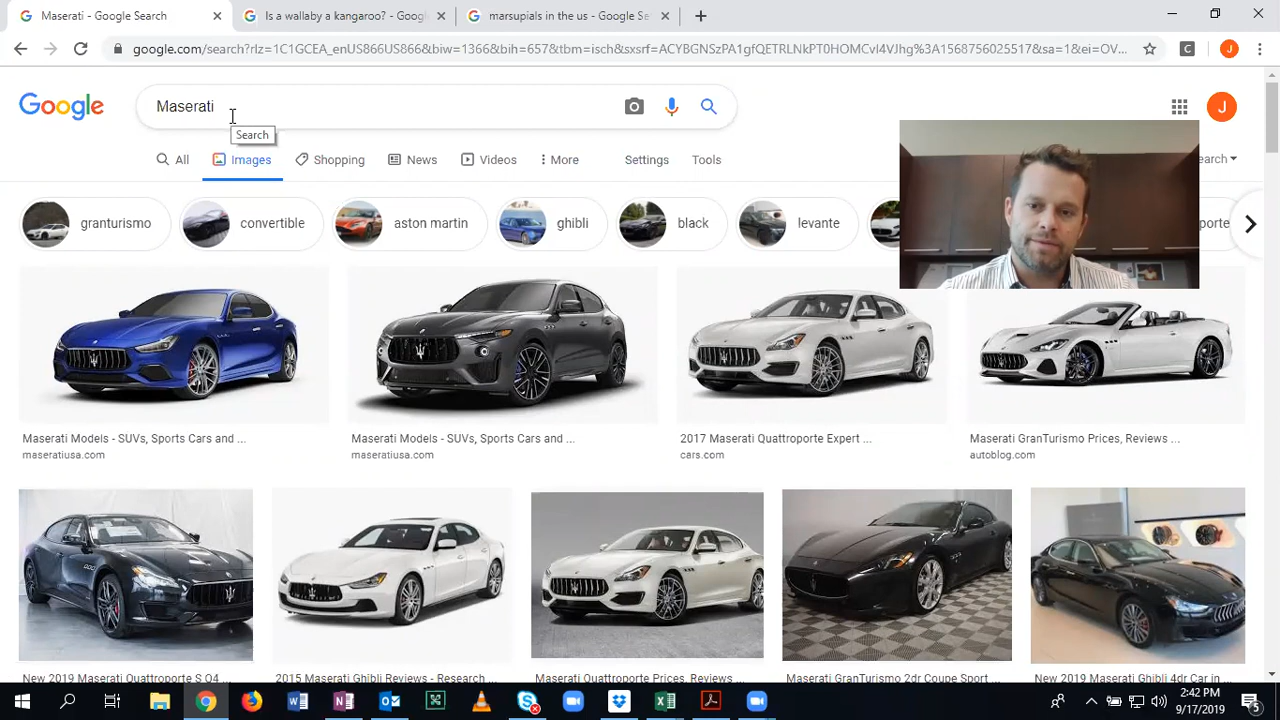 Maserati - Google Search
Is a wallaby a kangaroo? - Goog
marsupials in the us - Google Se
google.com/search?rlz=1C1GCEA_enUS866US866&biw=1366&bih=657&tbm=isch&sxsrf=ACYBGNSzPA1gfQETRLNkPT0HOMCvl4VJhg%3A1568756025517&sa=1&ei=OV...
C
J
Google
Maserati
J
Search
All
Images
Shopping
News
Videos
More
Settings
Tools
earch
granturismo
convertible
aston martin
ghibli
black
levante
porte
Maserati Models - SUVs, Sports Cars and ...
maseratiusa.com
Maserati Models - SUVs, Sports Cars and ...
maseratiusa.com
2017 Maserati Quattroporte Expert ...
cars.com
Maserati GranTurismo Prices, Reviews ...
autoblog.com
New 2019 Maserati Quattroporte S Q4 ...
2015 Maserati Ghibli Reviews - Research ...
Maserati Quattroporte Prices, Reviews ...
Maserati GranTurismo 2dr Coupe Sport ...
New 2019 Maserati Ghibli 4dr Car in ...
2:42 PM
9/17/2019
5